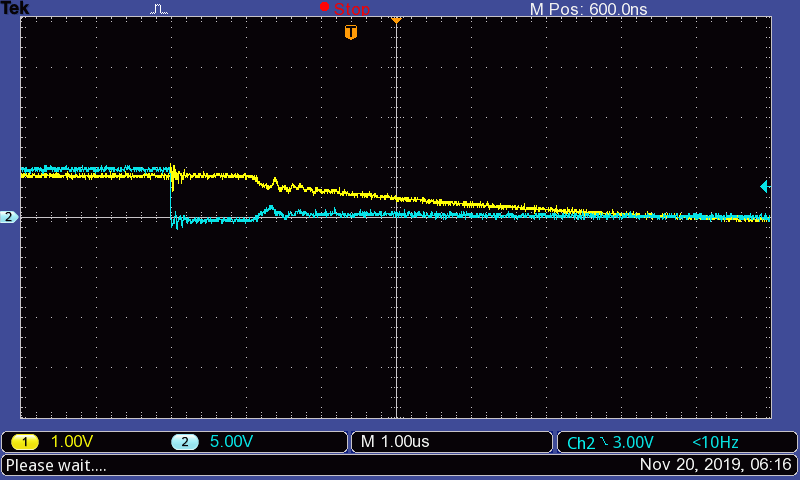 Tek Stop M Pos: 600.0ns
T
2
1 1.00V 2 5.00V M 1.00us Ch2 3.00V <10Hz
Please wait.... Nov 20, 2019, 06:16